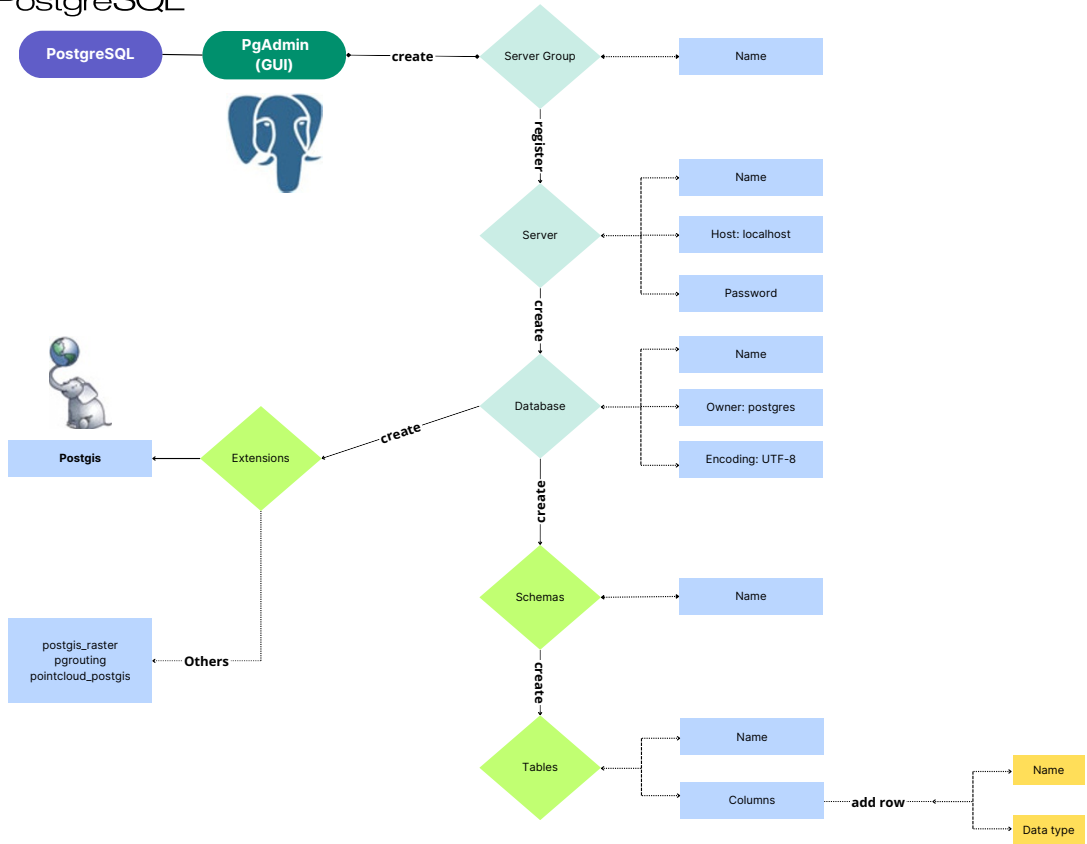 PostgreSQL
PostgreSQL
PgAdmin
(GUI)
create
Server Group
Name
register
Server
Name
Host: localhost
Password
create
Database
Name
Owner: postgres
Encoding: UTF-8
create
Extensions
Postgis
Others
postgis_raster
pgrouting
pointcloud_postgis
create
Schemas
Name
create
Tables
Name
Columns
add row
Name
Data type